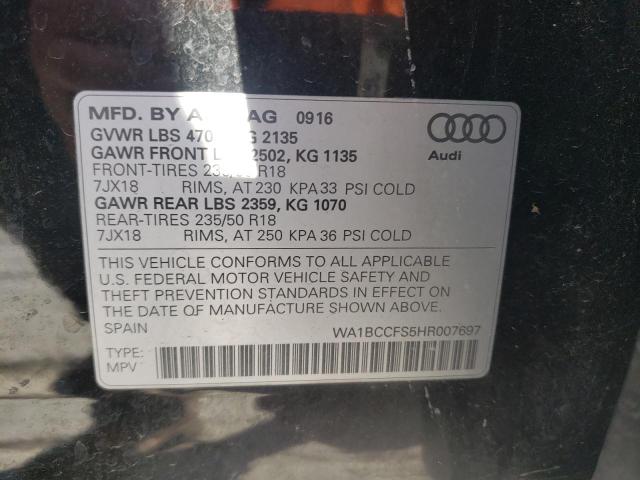 MFD. BY AG 0916
GVWR LBS KG 2135
GAWR FRONT 2502, KG 1135
FRONT-TIRES R18
7JX18 RIMS, AT 230 KPA 33 PSI COLD
GAWR REAR LBS 2359, KG 1070
REAR-TIRES 235/50 R18
7JX18 RIMS, AT 250 KPA 36 PSI COLD
Audi
THIS VEHICLE CONFORMS TO ALL APPLICABLE
U.S. FEDERAL MOTOR VEHICLE SAFETY AND
THEFT PREVENTION STANDARDS IN EFFECT ON
THE DATE OF MANUFACTURE SHOWN ABOVE.
SPAIN WA1BCCFS5HR007697
TYPE:
MPV